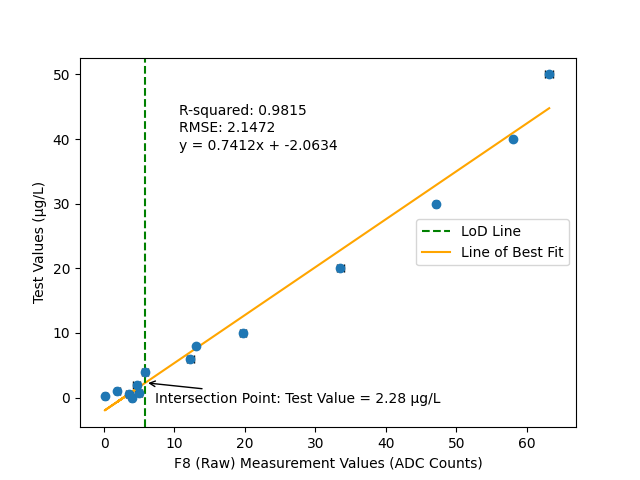 R-squared: 0.9815
RMSE: 2.1472
y = 0.7412x + -2.0634
LoD Line
Line of Best Fit
Intersection Point: Test Value = 2.28 µg/L
50
40
30
20
10
0
Test Values (µg/L)
0 10 20 30 40 50 60
F8 (Raw) Measurement Values (ADC Counts)